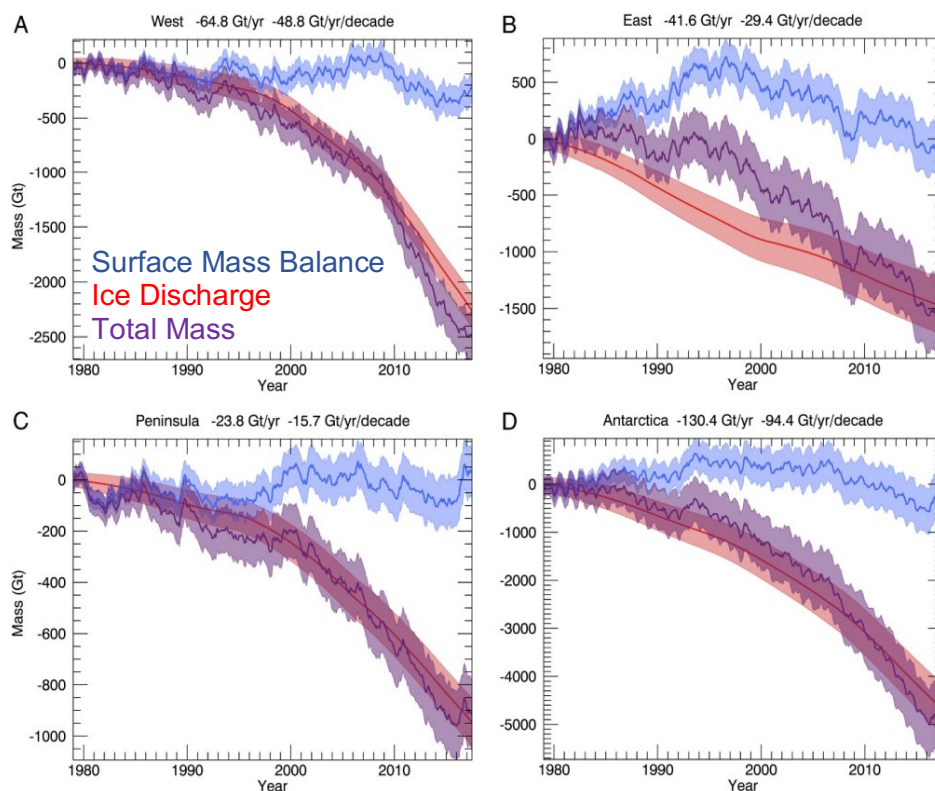 A
West -64.8 Gt/yr -48.8 Gt/yr/decade
0
-500
-1000
-1500
-2000
-2500
Mass (Gt)
Surface Mass Balance
Ice Discharge
Total Mass
1980 1990 2000 2010
Year
B
East -41.6 Gt/yr -29.4 Gt/yr/decade
500
0
-500
-1000
-1500
1980 1990 2000 2010
Year
C
Peninsula -23.8 Gt/yr -15.7 Gt/yr/decade
0
-200
-400
-600
-800
-1000
Mass (Gt)
1980 1990 2000 2010
Year
D
Antarctica -130.4 Gt/yr -94.4 Gt/yr/decade
0
-1000
-2000
-3000
-4000
-5000
1980 1990 2000 2010
Year